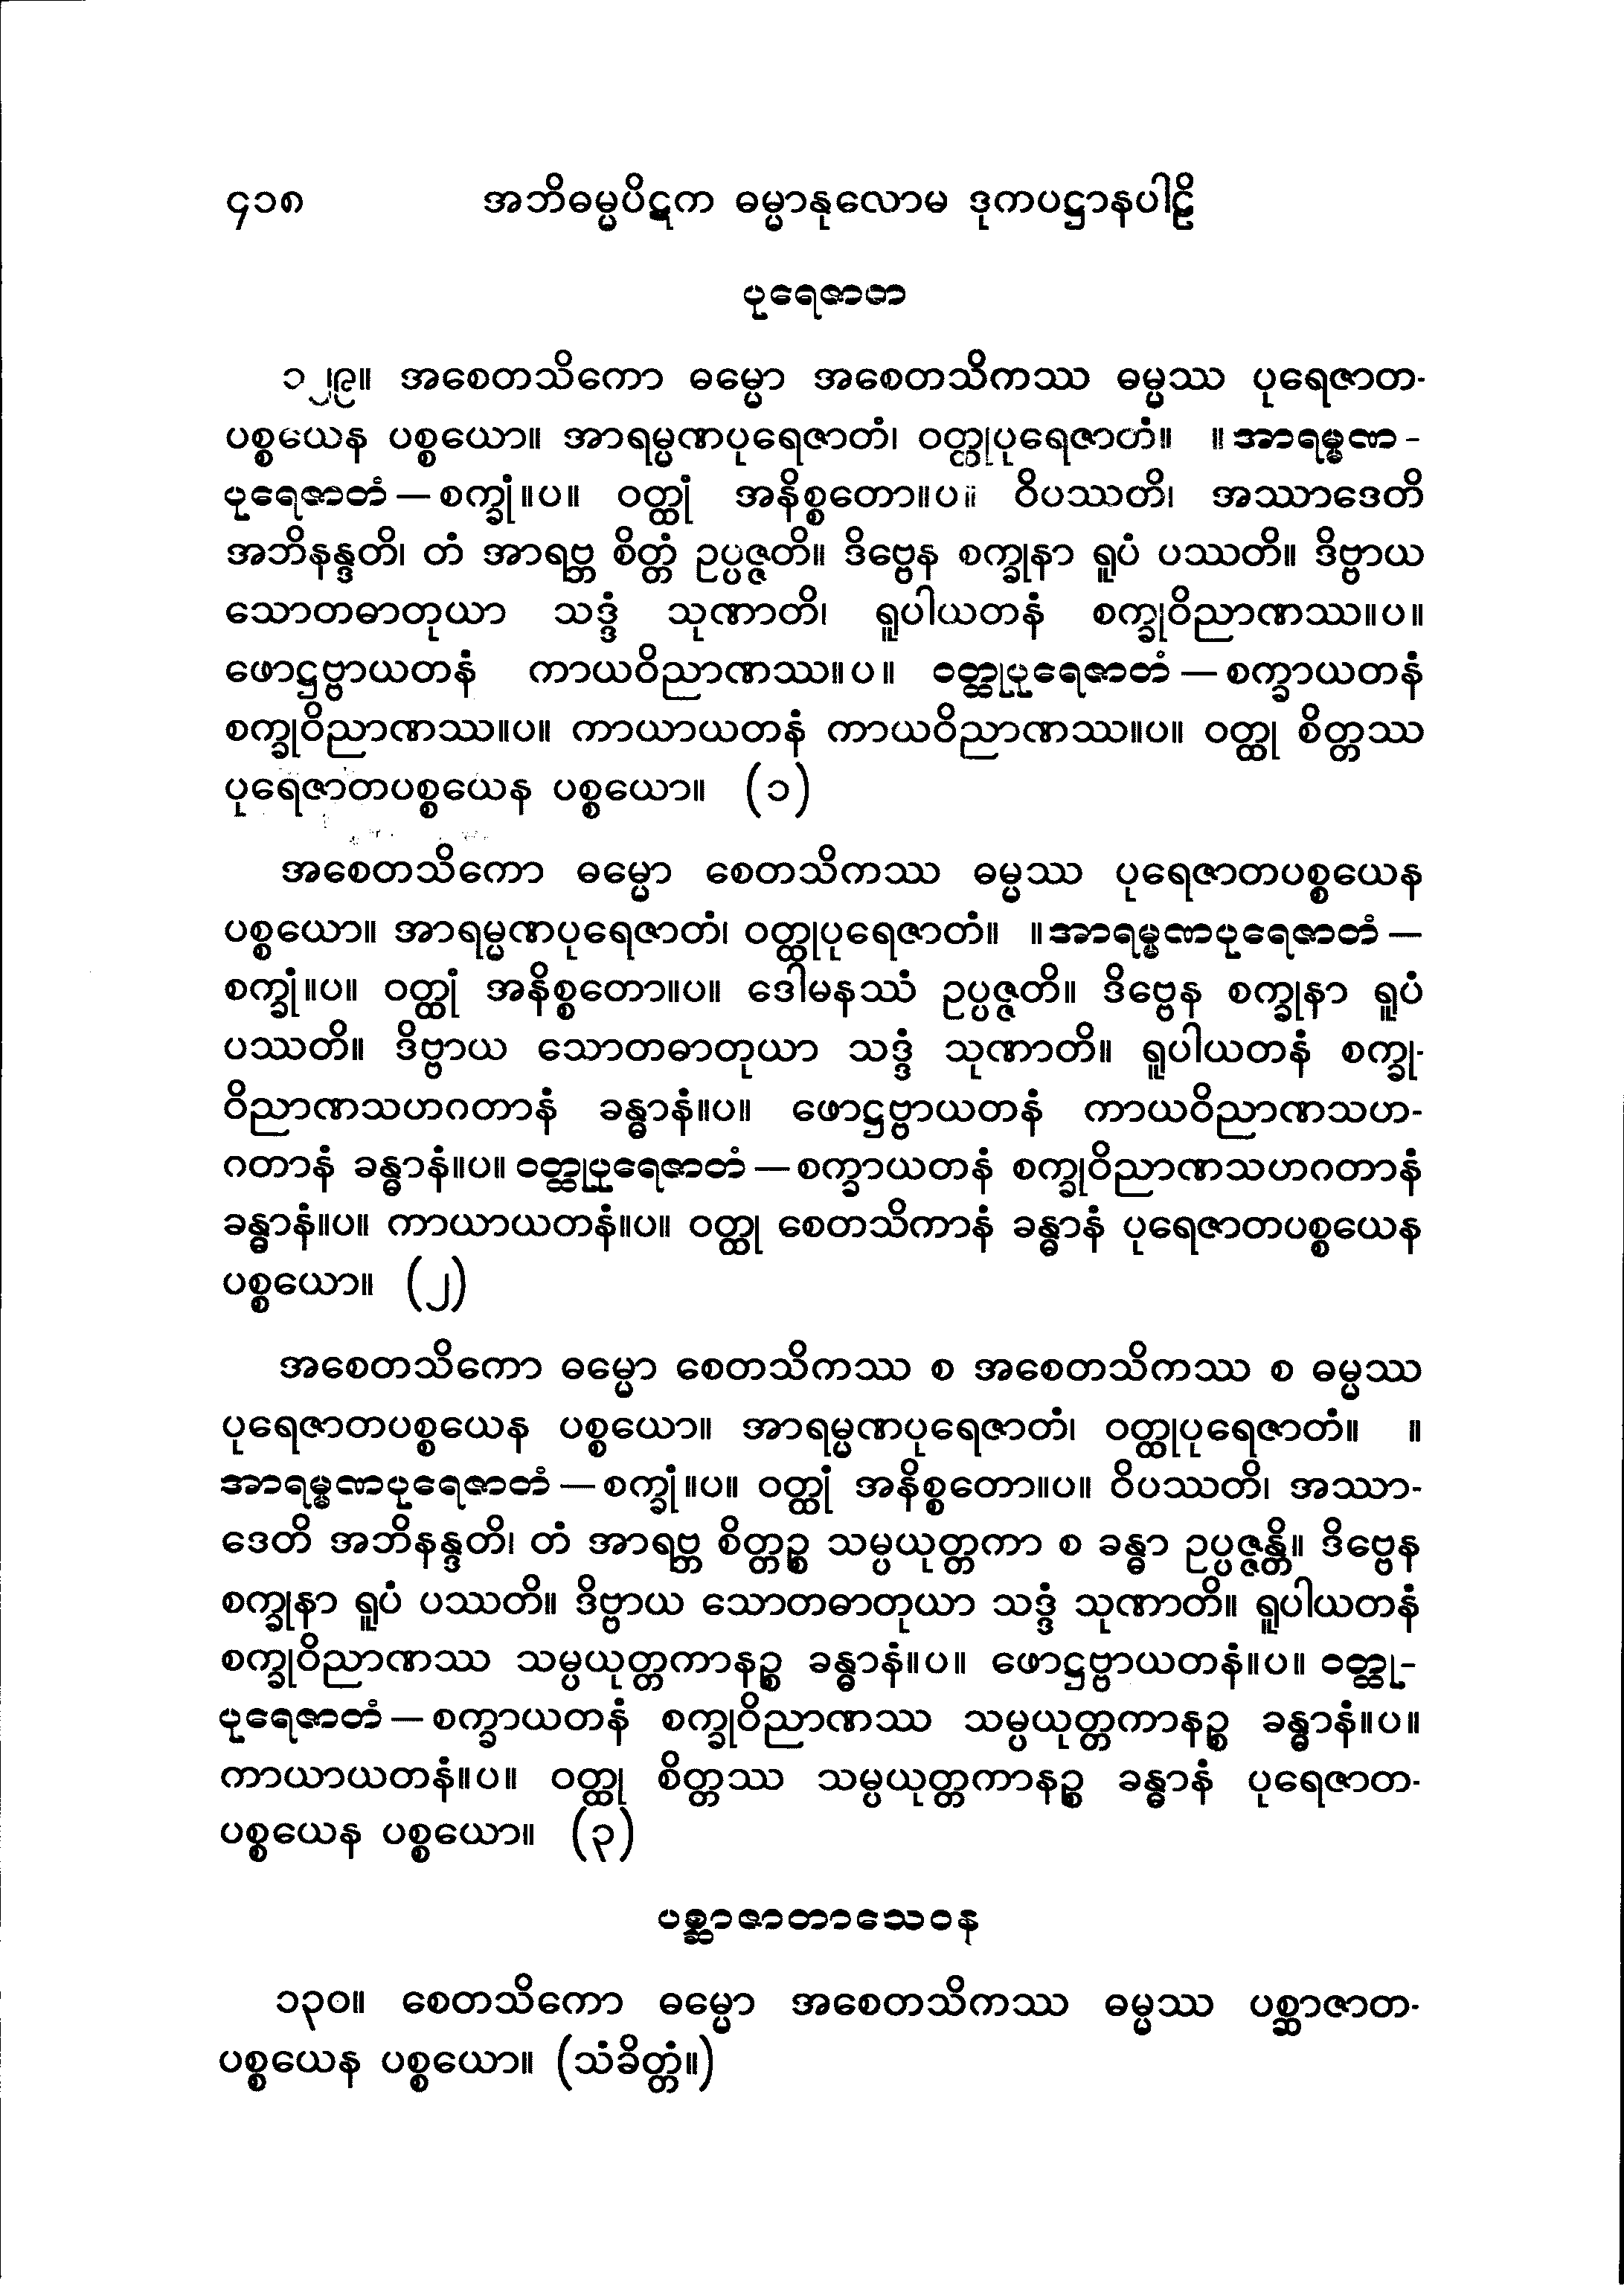 ၄၁၈ အဘိဓမ္မပိဋက ဓမ္မာနုလောမ ဒုကပဋ္ဌာနပါဠိ
ပုရေဇာတ
၁၂၉။ အစေတသိကော ဓမ္မော အစေတသိကဿ ဓမ္မဿ ပုရေဇာတ-
ပစ္စယေန ပစ္စယော။ အာရမ္မဏပုရေဇာတံ၊ ဝတ္ထုပုရေဇာတံ။ ။အာရမ္မဏ-
ပုရေဇာတံ — စက္ခုံ။ပ။ ဝတ္ထုံ အနိစ္စတော။ပ။ ဝိပဿတိ၊ အဿာဒေတိ
အဘိနန္ဒတိ၊ တံ အာရဗ္ဘ စိတ္တံ ဥပ္ပဇ္ဇတိ။ ဒိဗ္ဗေန စက္ခုနာ ရူပံ ပဿတိ။ ဒိဗ္ဗာယ
သောတဓာတုယာ သဒ္ဒံ သုဏာတိ၊ ရူပါယတနံ စက္ခုဝိညာဏဿ။ပ။
ဖောဋ္ဌဗ္ဗာယတနံ ကာယဝိညာဏဿ။ပ။ ဝတ္ထုပုရေဇာတံ — စက္ခာယတနံ
စက္ခုဝိညာဏဿ။ပ။ ကာယာယတနံ ကာယဝိညာဏဿ။ပ။ ဝတ္ထု စိတ္တဿ
ပုရေဇာတပစ္စယေန ပစ္စယော။ (၁)
အစေတသိကော ဓမ္မော စေတသိကဿ ဓမ္မဿ ပုရေဇာတပစ္စယေန
ပစ္စယော။ အာရမ္မဏပုရေဇာတံ၊ ဝတ္ထုပုရေဇာတံ။ ။အာရမ္မဏပုရေဇာတံ —
စက္ခုံ။ပ။ ဝတ္ထုံ အနိစ္စတော။ပ။ ဒေါမနဿံ ဥပ္ပဇ္ဇတိ။ ဒိဗ္ဗေန စက္ခုနာ ရူပံ
ပဿတိ။ ဒိဗ္ဗာယ သောတဓာတုယာ သဒ္ဒံ သုဏာတိ။ ရူပါယတနံ စက္ခု-
ဝိညာဏသဟဂတာနံ ခန္ဓာနံ။ပ။ ဖောဋ္ဌဗ္ဗာယတနံ ကာယဝိညာဏသဟ-
ဂတာနံ ခန္ဓာနံ။ပ။ ဝတ္ထုပုရေဇာတံ — စက္ခာယတနံ စက္ခုဝိညာဏသဟဂတာနံ
ခန္ဓာနံ။ပ။ ကာယာယတနံ။ပ။ ဝတ္ထု စေတသိကာနံ ခန္ဓာနံ ပုရေဇာတပစ္စယေန
ပစ္စယော။ (၂)
အစေတသိကော ဓမ္မော စေတသိကဿ စ အစေတသိကဿ စ ဓမ္မဿ
ပုရေဇာတပစ္စယေန ပစ္စယော။ အာရမ္မဏပုရေဇာတံ၊ ဝတ္ထုပုရေဇာတံ။ ။
အာရမ္မဏပုရေဇာတံ — စက္ခုံ။ပ။ ဝတ္ထုံ အနိစ္စတော။ပ။ ဝိပဿတိ၊ အဿာ-
ဒေတိ အဘိနန္ဒတိ၊ တံ အာရဗ္ဘ စိတ္တဉ္စ သမ္ပယုတ္တကာ စ ခန္ဓာ ဥပ္ပဇ္ဇန္တိ။ ဒိဗ္ဗေန
စက္ခုနာ ရူပံ ပဿတိ။ ဒိဗ္ဗာယ သောတဓာတုယာ သဒ္ဒံ သုဏာတိ။ ရူပါယတနံ
စက္ခုဝိညာဏဿ သမ္ပယုတ္တကာနဉ္စ ခန္ဓာနံ။ပ။ ဖောဋ္ဌဗ္ဗာယတနံ။ပ။ ဝတ္ထု-
ပုရေဇာတံ — စက္ခာယတနံ စက္ခုဝိညာဏဿ သမ္ပယုတ္တကာနဉ္စ ခန္ဓာနံ။ပ။
ကာယာယတနံ။ပ။ ဝတ္ထု စိတ္တဿ သမ္ပယုတ္တကာနဉ္စ ခန္ဓာနံ ပုရေဇာတ-
ပစ္စယေန ပစ္စယော။ (၃)
ပစ္ဆာဇာတာသေဝန
၁၃၀။ စေတသိကော ဓမ္မော အစေတသိကဿ ဓမ္မဿ ပစ္ဆာဇာတ-
ပစ္စယေန ပစ္စယော။ (သံခိတ္တံ။)